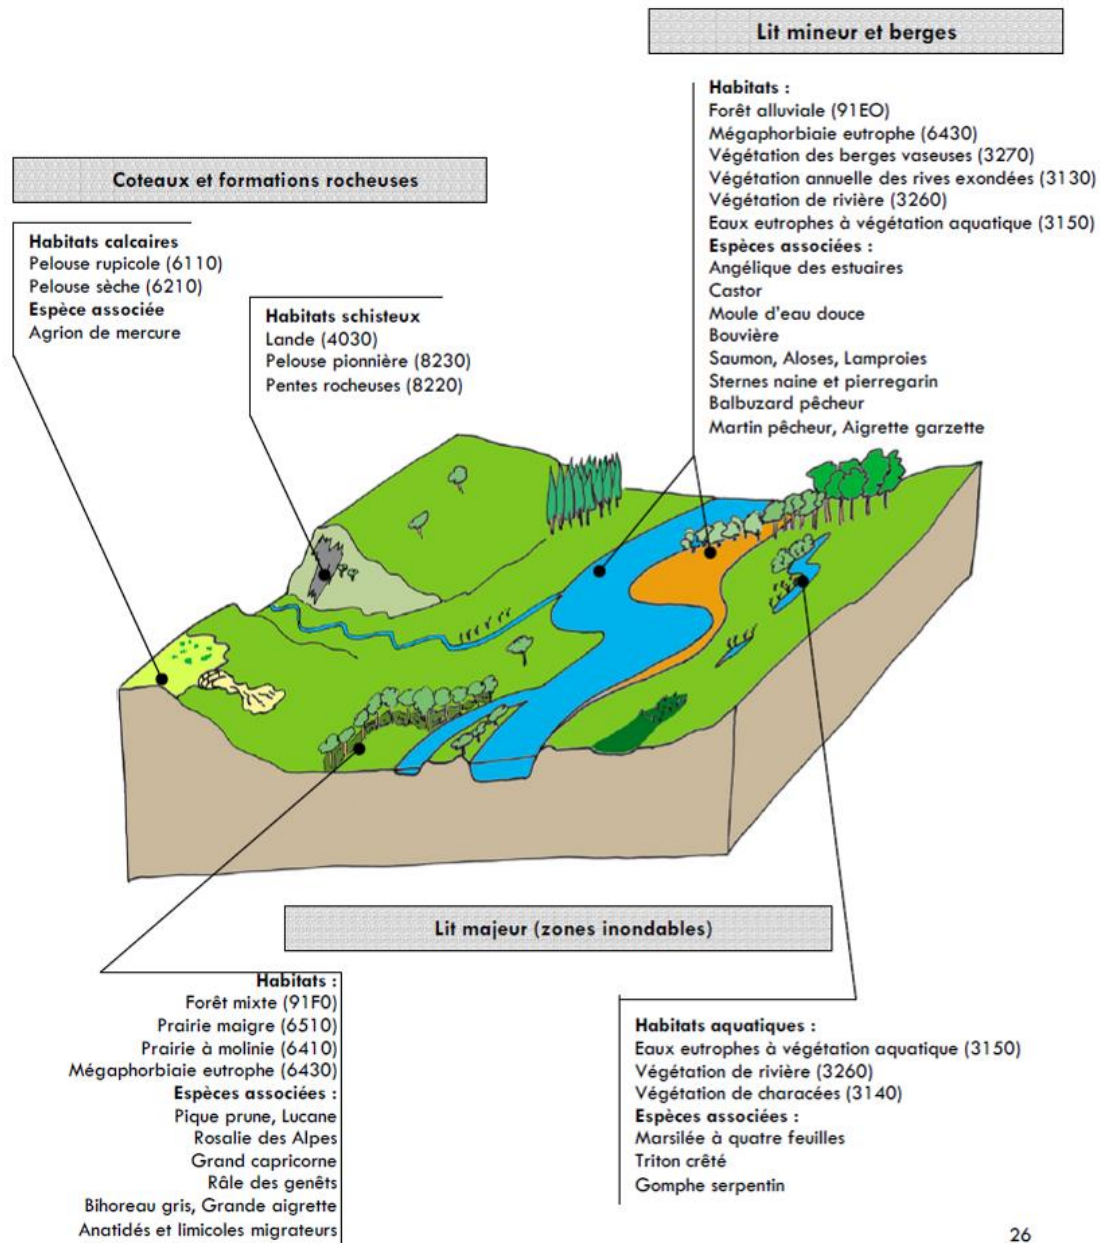 Lit mineur et berges
Habitats :
Forêt alluviale (91EO)
Mégaphorbiaie eutrophe (6430)
Végétation des berges vaseuses (3270)
Végétation annuelle des rives exondées (3130)
Végétation de rivière (3260)
Eaux eutrophes à végétation aquatique (3150)
Espèces associées :
Angélique des estuaires
Castor
Moule d'eau douce
Bouvière
Saumon, Aloses, Lamproies
Sternes naine et pierregarin
Balbuzard pêcheur
Martin pêcheur, Aigrette garzette
Coteaux et formations rocheuses
Habitats calcaires
Pelouse rupicole (6110)
Pelouse sèche (6210)
Espèce associée
Agrion de mercure
Habitats schisteux
Lande (4030)
Pelouse pionnière (8230)
Pentes rocheuses (8220)
Lit majeur (zones inondables)
Habitats :
Forêt mixte (91F0)
Prairie maigre (6510)
Prairie à molinie (6410)
Mégaphorbiaie eutrophe (6430)
Espèces associées :
Pique prune, Lucane
Rosalie des Alpes
Grand capricorne
Râle des genêts
Bihoreau gris, Grande aigrette
Anatidés et limicoles migrateurs
Habitats aquatiques :
Eaux eutrophes à végétation aquatique (3150)
Végétation de rivière (3260)
Végétation de characées (3140)
Espèces associées :
Marsilée à quatre feuilles
Triton crêté
Gomphe serpentin
26